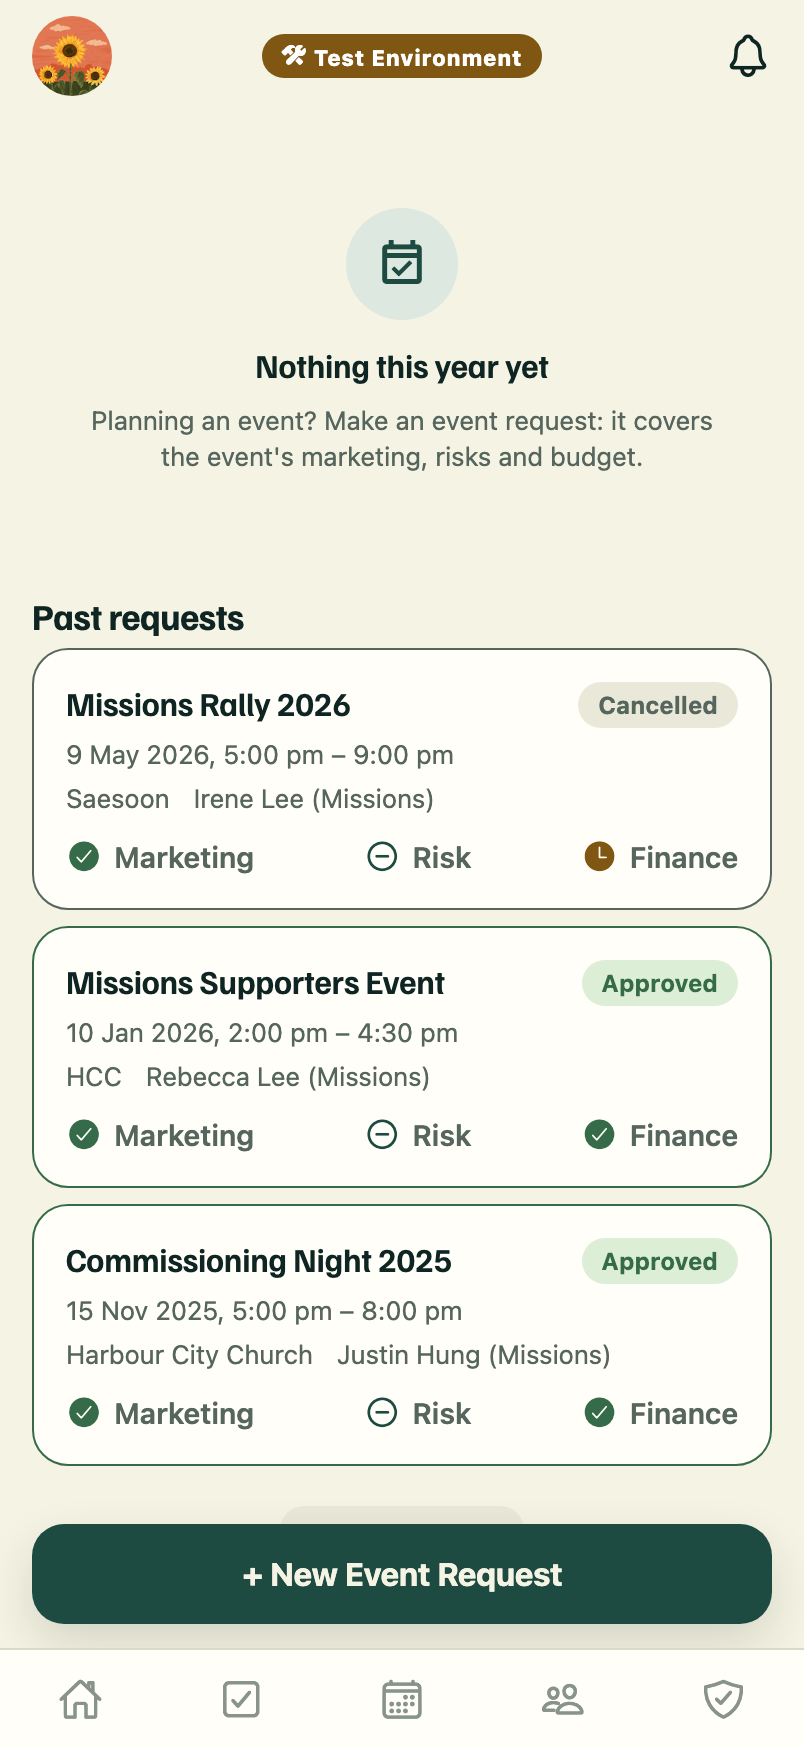 Test Environment
Nothing this year yet
Planning an event? Make an event request: it covers
the event's marketing, risks and budget.
Past requests
Missions Rally 2026
Cancelled
9 May 2026, 5:00 pm – 9:00 pm
Saesoon Irene Lee (Missions)
Marketing Risk Finance
Missions Supporters Event
Approved
10 Jan 2026, 2:00 pm – 4:30 pm
HCC Rebecca Lee (Missions)
Marketing Risk Finance
Commissioning Night 2025
Approved
15 Nov 2025, 5:00 pm – 8:00 pm
Harbour City Church Justin Hung (Missions)
Marketing Risk Finance
+ New Event Request